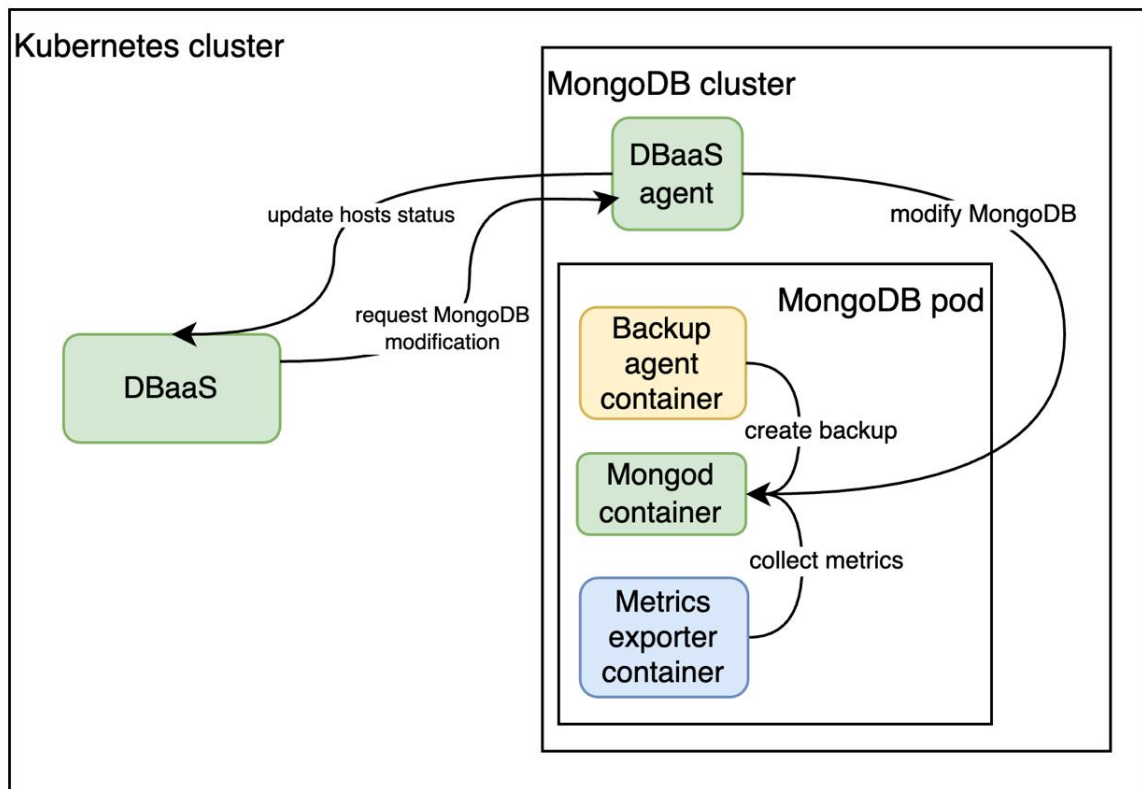 Kubernetes cluster
MongoDB cluster
DBaaS
agent
update hosts status
modify MongoDB
request MongoDB
modification
DBaaS
MongoDB pod
Backup
agent
container
create backup
Mongod
container
collect metrics
Metrics
exporter
container